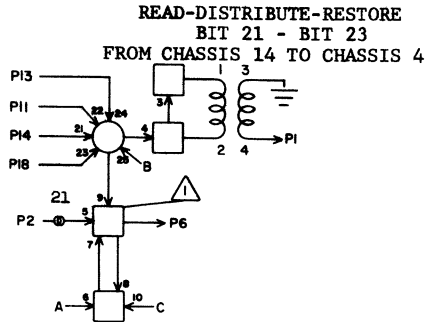 READ-DISTRIBUTE-RESTORE
BIT 21 - BIT 23
FROM CHASSIS 14 TO CHASSIS 4
P13
1 3
P11
3
22 24
P14
21
4
23
P18
25
B
2 4
P1
21
9
1
P2
5
P6
7
8
A
6
10
C